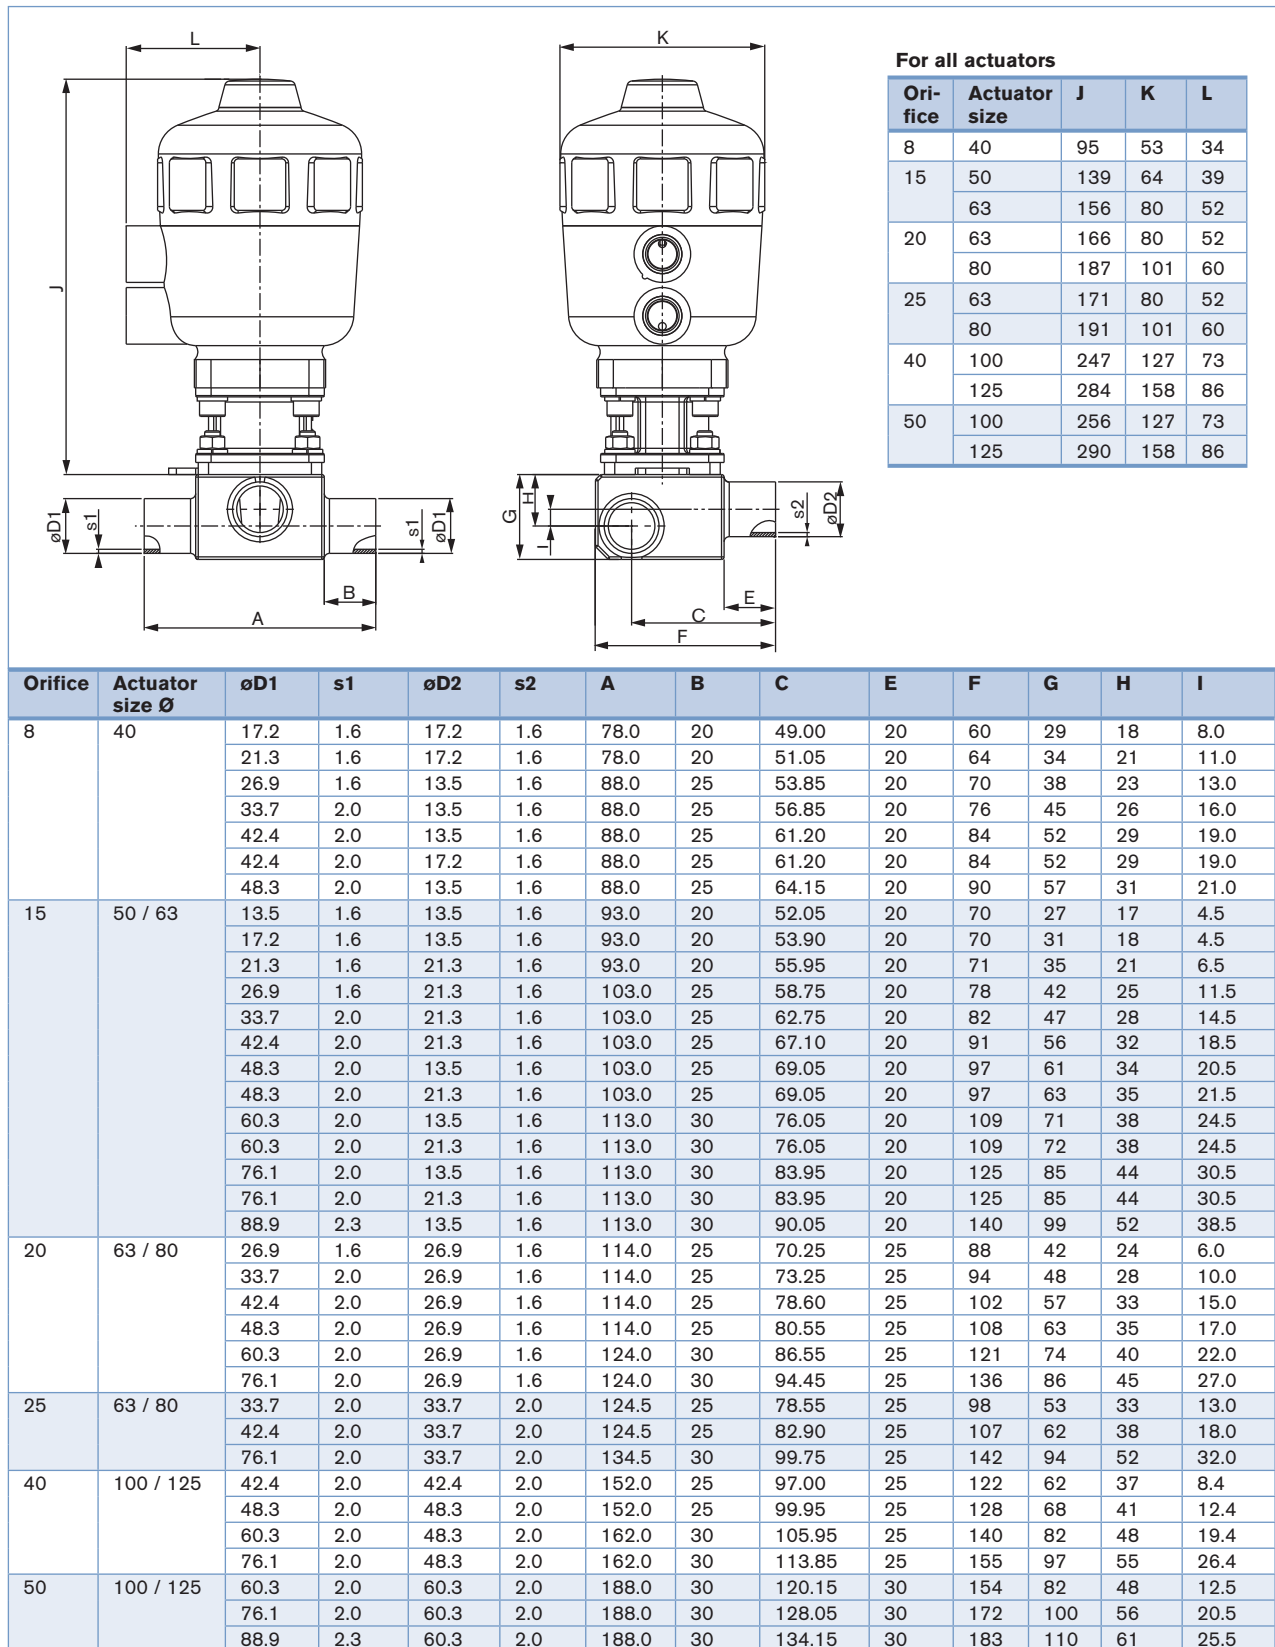 L
K
J
øD1
s1
s1
øD1
B
A
G
H
I
s2
øD2
E
C
F
For all actuators
Ori-fice Actuator size J K L
8 40 95 53 34
15 50 139 64 39
63 156 80 52
20 63 166 80 52
80 187 101 60
25 63 171 80 52
80 191 101 60
40 100 247 127 73
125 284 158 86
50 100 256 127 73
125 290 158 86
Orifice Actuator size Ø øD1 s1 øD2 s2 A B C E F G H I
8 40 17.2 1.6 17.2 1.6 78.0 20 49.00 20 60 29 18 8.0
21.3 1.6 17.2 1.6 78.0 20 51.05 20 64 34 21 11.0
26.9 1.6 13.5 1.6 88.0 25 53.85 20 70 38 23 13.0
33.7 2.0 13.5 1.6 88.0 25 56.85 20 76 45 26 16.0
42.4 2.0 13.5 1.6 88.0 25 61.20 20 84 52 29 19.0
42.4 2.0 17.2 1.6 88.0 25 61.20 20 84 52 29 19.0
48.3 2.0 13.5 1.6 88.0 25 64.15 20 90 57 31 21.0
15 50 / 63 13.5 1.6 13.5 1.6 93.0 20 52.05 20 70 27 17 4.5
17.2 1.6 13.5 1.6 93.0 20 53.90 20 70 31 18 4.5
21.3 1.6 21.3 1.6 93.0 20 55.95 20 71 35 21 6.5
26.9 1.6 21.3 1.6 103.0 25 58.75 20 78 42 25 11.5
33.7 2.0 21.3 1.6 103.0 25 62.75 20 82 47 28 14.5
42.4 2.0 21.3 1.6 103.0 25 67.10 20 91 56 32 18.5
48.3 2.0 13.5 1.6 103.0 25 69.05 20 97 61 34 20.5
48.3 2.0 21.3 1.6 103.0 25 69.05 20 97 63 35 21.5
60.3 2.0 13.5 1.6 113.0 30 76.05 20 109 71 38 24.5
60.3 2.0 21.3 1.6 113.0 30 76.05 20 109 72 38 24.5
76.1 2.0 13.5 1.6 113.0 30 83.95 20 125 85 44 30.5
76.1 2.0 21.3 1.6 113.0 30 83.95 20 125 85 44 30.5
88.9 2.3 13.5 1.6 113.0 30 90.05 20 140 99 52 38.5
20 63 / 80 26.9 1.6 26.9 1.6 114.0 25 70.25 25 88 42 24 6.0
33.7 2.0 26.9 1.6 114.0 25 73.25 25 94 48 28 10.0
42.4 2.0 26.9 1.6 114.0 25 78.60 25 102 57 33 15.0
48.3 2.0 26.9 1.6 114.0 25 80.55 25 108 63 35 17.0
60.3 2.0 26.9 1.6 124.0 30 86.55 25 121 74 40 22.0
76.1 2.0 26.9 1.6 124.0 30 94.45 25 136 86 45 27.0
25 63 / 80 33.7 2.0 33.7 2.0 124.5 25 78.55 25 98 53 33 13.0
42.4 2.0 33.7 2.0 124.5 25 82.90 25 107 62 38 18.0
76.1 2.0 33.7 2.0 134.5 30 99.75 25 142 94 52 32.0
40 100 / 125 42.4 2.0 42.4 2.0 152.0 25 97.00 25 122 62 37 8.4
48.3 2.0 48.3 2.0 152.0 25 99.95 25 128 68 41 12.4
60.3 2.0 48.3 2.0 162.0 30 105.95 25 140 82 48 19.4
76.1 2.0 48.3 2.0 162.0 30 113.85 25 155 97 55 26.4
50 100 / 125 60.3 2.0 60.3 2.0 188.0 30 120.15 30 154 82 48 12.5
76.1 2.0 60.3 2.0 188.0 30 128.05 30 172 100 56 20.5
88.9 2.3 60.3 2.0 188.0 30 134.15 30 183 110 61 25.5